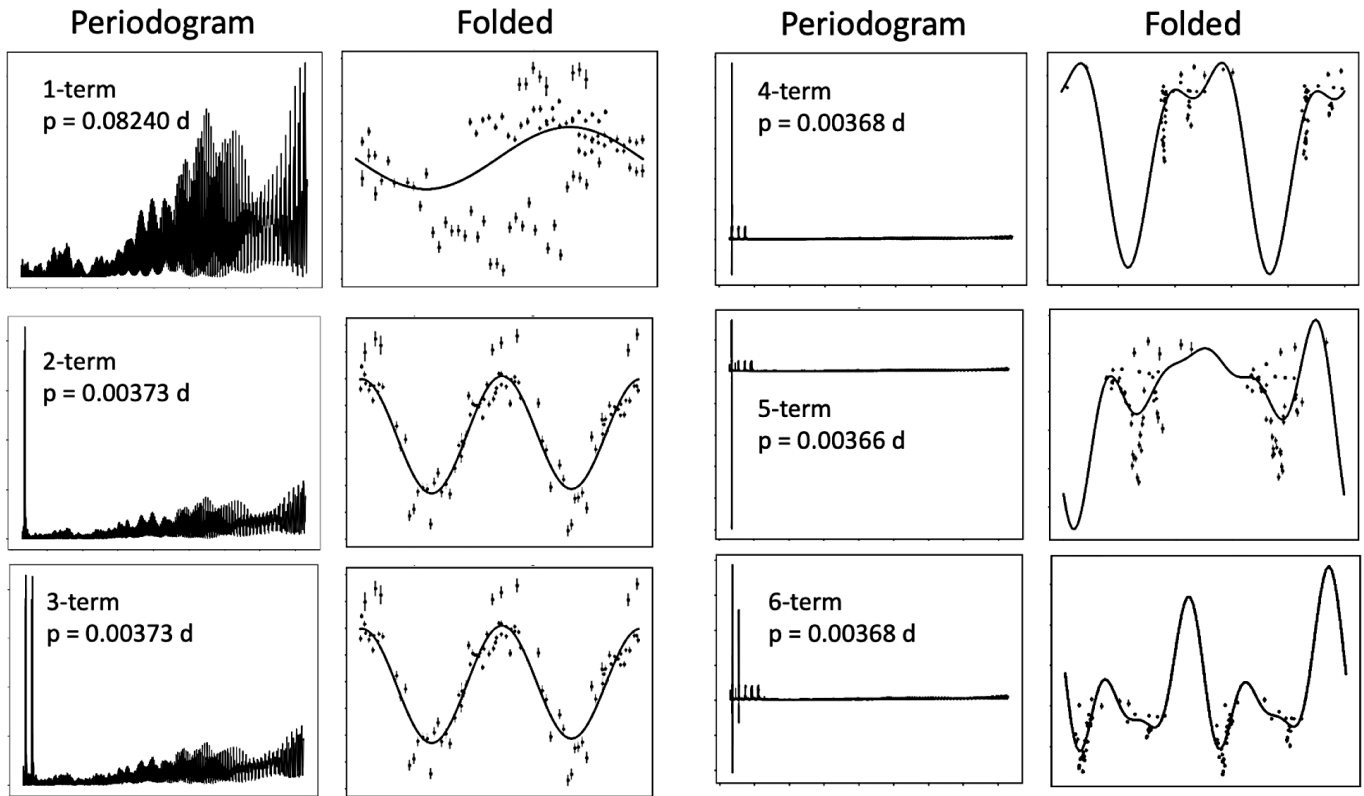 Periodogram
Folded
Periodogram
Folded
1-term
p = 0.08240 d
4-term
p = 0.00368 d
2-term
p = 0.00373 d
5-term
p = 0.00366 d
3-term
p = 0.00373 d
6-term
p = 0.00368 d